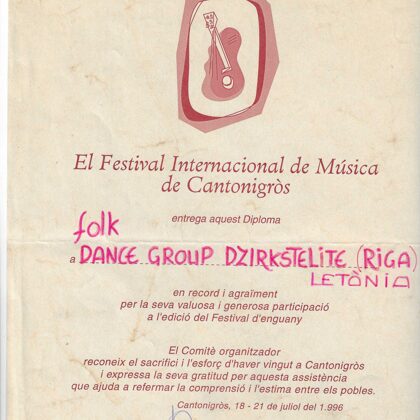 El Festival Internacional de Música
de Cantonigròs
entrega aquest Diploma
folk
a DANCE GROUP DZIRKSTELITE (RIGA)
LETÒNIA
en record i agraïment
per la seva valuosa i generosa participació
a l'edició del Festival d'enguany
El Comitè organitzador
reconeix el sacrifici i l'esforç d'haver vingut a Cantonigròs
i expressa la seva gratitud per aquesta assistència
que ajuda a refermar la comprensió i l'estima entre els pobles.
Cantonigròs, 18 - 21 de juliol del 1.996